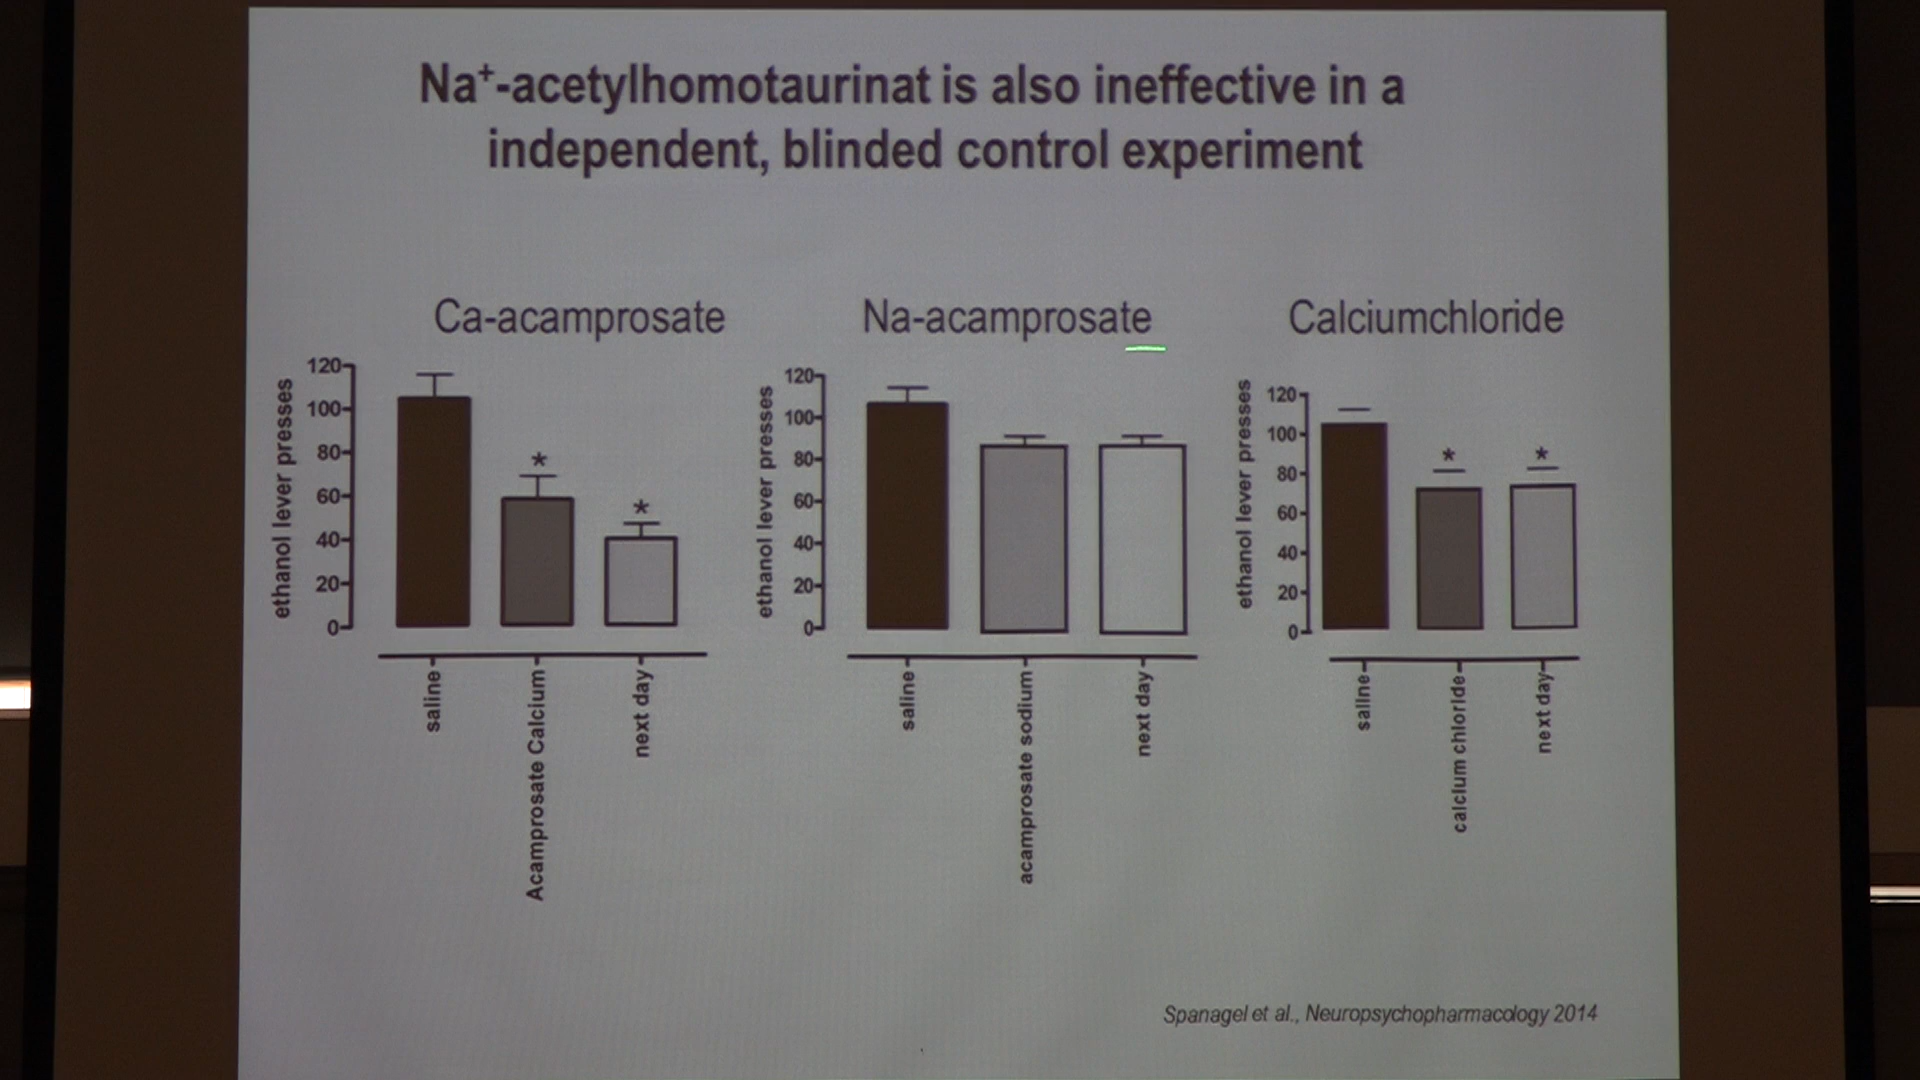 Na⁺-acetylhomotaurinat is also ineffective in a
independent, blinded control experiment
Ca-acamprosate
Na-acamprosate
Calciumchloride
ethanol lever presses
120
100
80
60
40
20
0
*
*
saline
Acamprosate Calcium
next day
ethanol lever presses
120
100
80
60
40
20
0
saline
acamprosate sodium
next day
ethanol lever presses
120
100
80
60
40
20
0
*
*
saline
calcium chloride
next day
Spanagel et al., Neuropsychopharmacology 2014